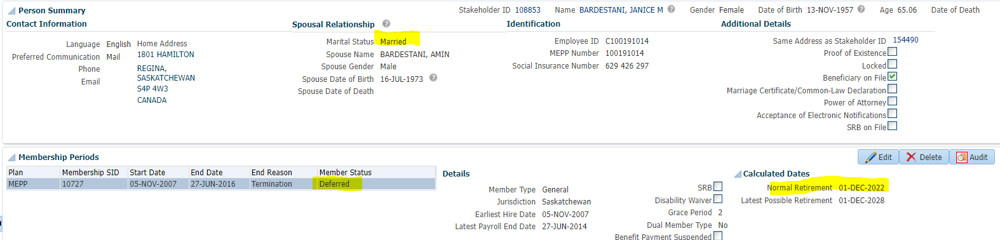 Person Summary
Stakeholder ID 108853 Name BARDESTANI, JANICE M Gender Female Date of Birth 13-NOV-1957 Age 65.06 Date of Death
Contact Information
Language English
Preferred Communication Mail
Phone
Email
Home Address
1801 HAMILTON
REGINA,
SASKATCHEWAN
S4P 4W3
CANADA
Spousal Relationship
Marital Status Married
Spouse Name BARDESTANI, AMIN
Spouse Gender Male
Spouse Date of Birth 16-JUL-1973
Spouse Date of Death
Identification
Employee ID C100191014
MEPP Number 100191014
Social Insurance Number 629 426 297
Additional Details
Same Address as Stakeholder ID 154490
Proof of Existence
Locked
Beneficiary on File
Marriage Certificate/Common-Law Declaration
Power of Attorney
Acceptance of Electronic Notifications
SRB on File
Membership Periods
Edit Delete Audit
Plan Membership SID Start Date End Date End Reason Member Status
MEPP 10727 05-NOV-2007 27-JUN-2016 Termination Deferred
Details
Member Type General
Jurisdiction Saskatchewan
Earliest Hire Date 05-NOV-2007
Latest Payroll End Date 27-JUN-2014
SRB
Disability Waiver
Grace Period 2
Dual Member Type No
Benefit Payment Suspended
Calculated Dates
Normal Retirement 01-DEC-2022
Latest Possible Retirement 01-DEC-2028